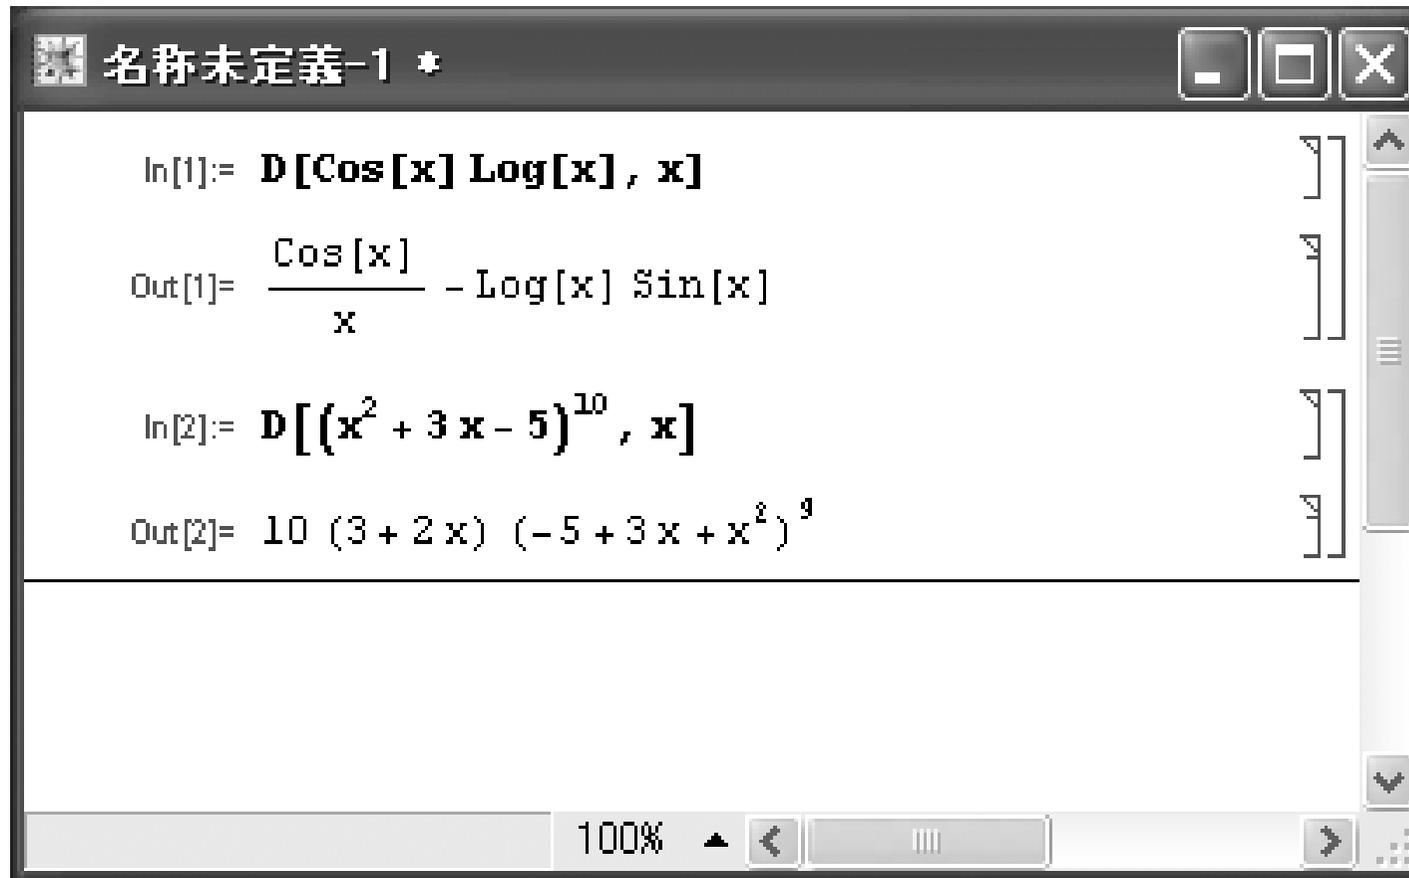 名称未定義-1 *
In[1]:= D[Cos[x] Log[x], x]
Out[1]= Cos[x]/x - Log[x] Sin[x]
In[2]:= D[(x^2 + 3 x - 5)^10, x]
Out[2]= 10 (3 + 2 x) (-5 + 3 x + x^2)^9
100%